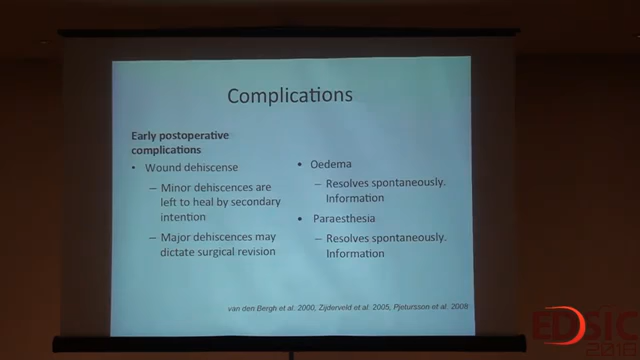 Complications
Early postoperative
complications
• Wound dehiscense
– Minor dehiscences are
left to heal by secondary
intention
– Major dehiscences may
dictate surgical revision
• Oedema
– Resolves spontaneously.
Information
• Paraesthesia
– Resolves spontaneously.
Information
van den Bergh et al. 2000, Zijderveld et al. 2005, Pjetursson et al. 2008
EDSIC